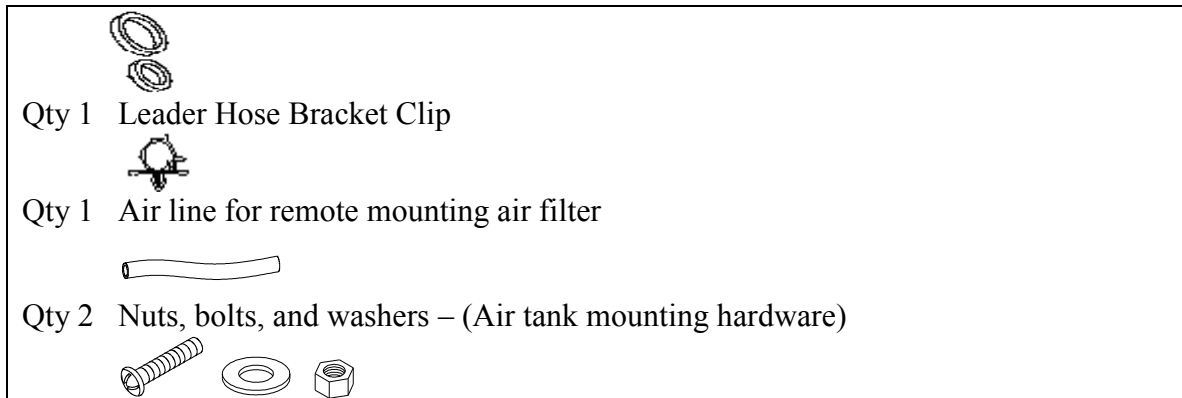 Qty 1 Leader Hose Bracket Clip
Qty 1 Air line for remote mounting air filter
Qty 2 Nuts, bolts, and washers – (Air tank mounting hardware)